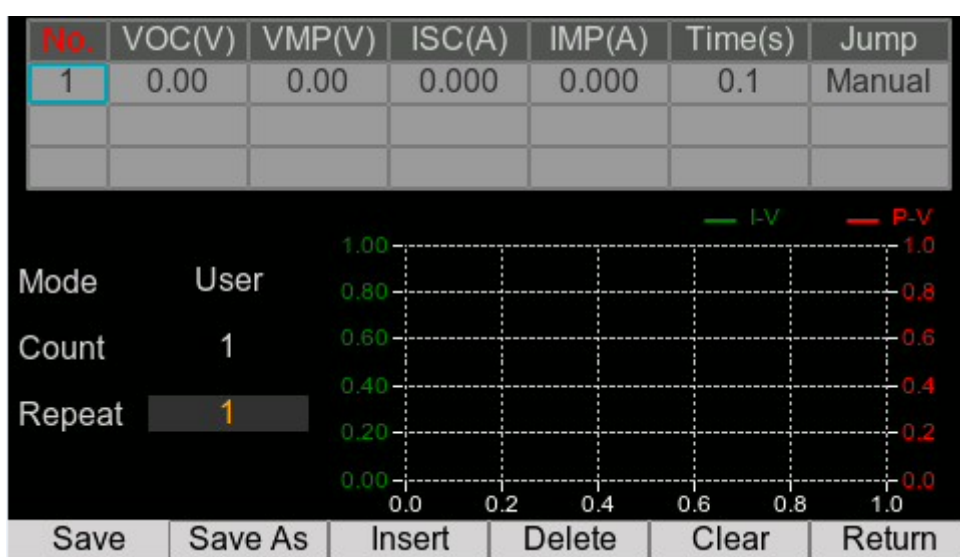 No. VOC(V) VMP(V) ISC(A) IMP(A) Time(s) Jump
1 0.00 0.00 0.000 0.000 0.1 Manual
I-V P-V
1.00 1.0
Mode User
0.80 0.8
Count 1
0.60 0.6
0.40 0.4
Repeat 1
0.20 0.2
0.00 0.0
0.0 0.2 0.4 0.6 0.8 1.0
Save Save As Insert Delete Clear Return